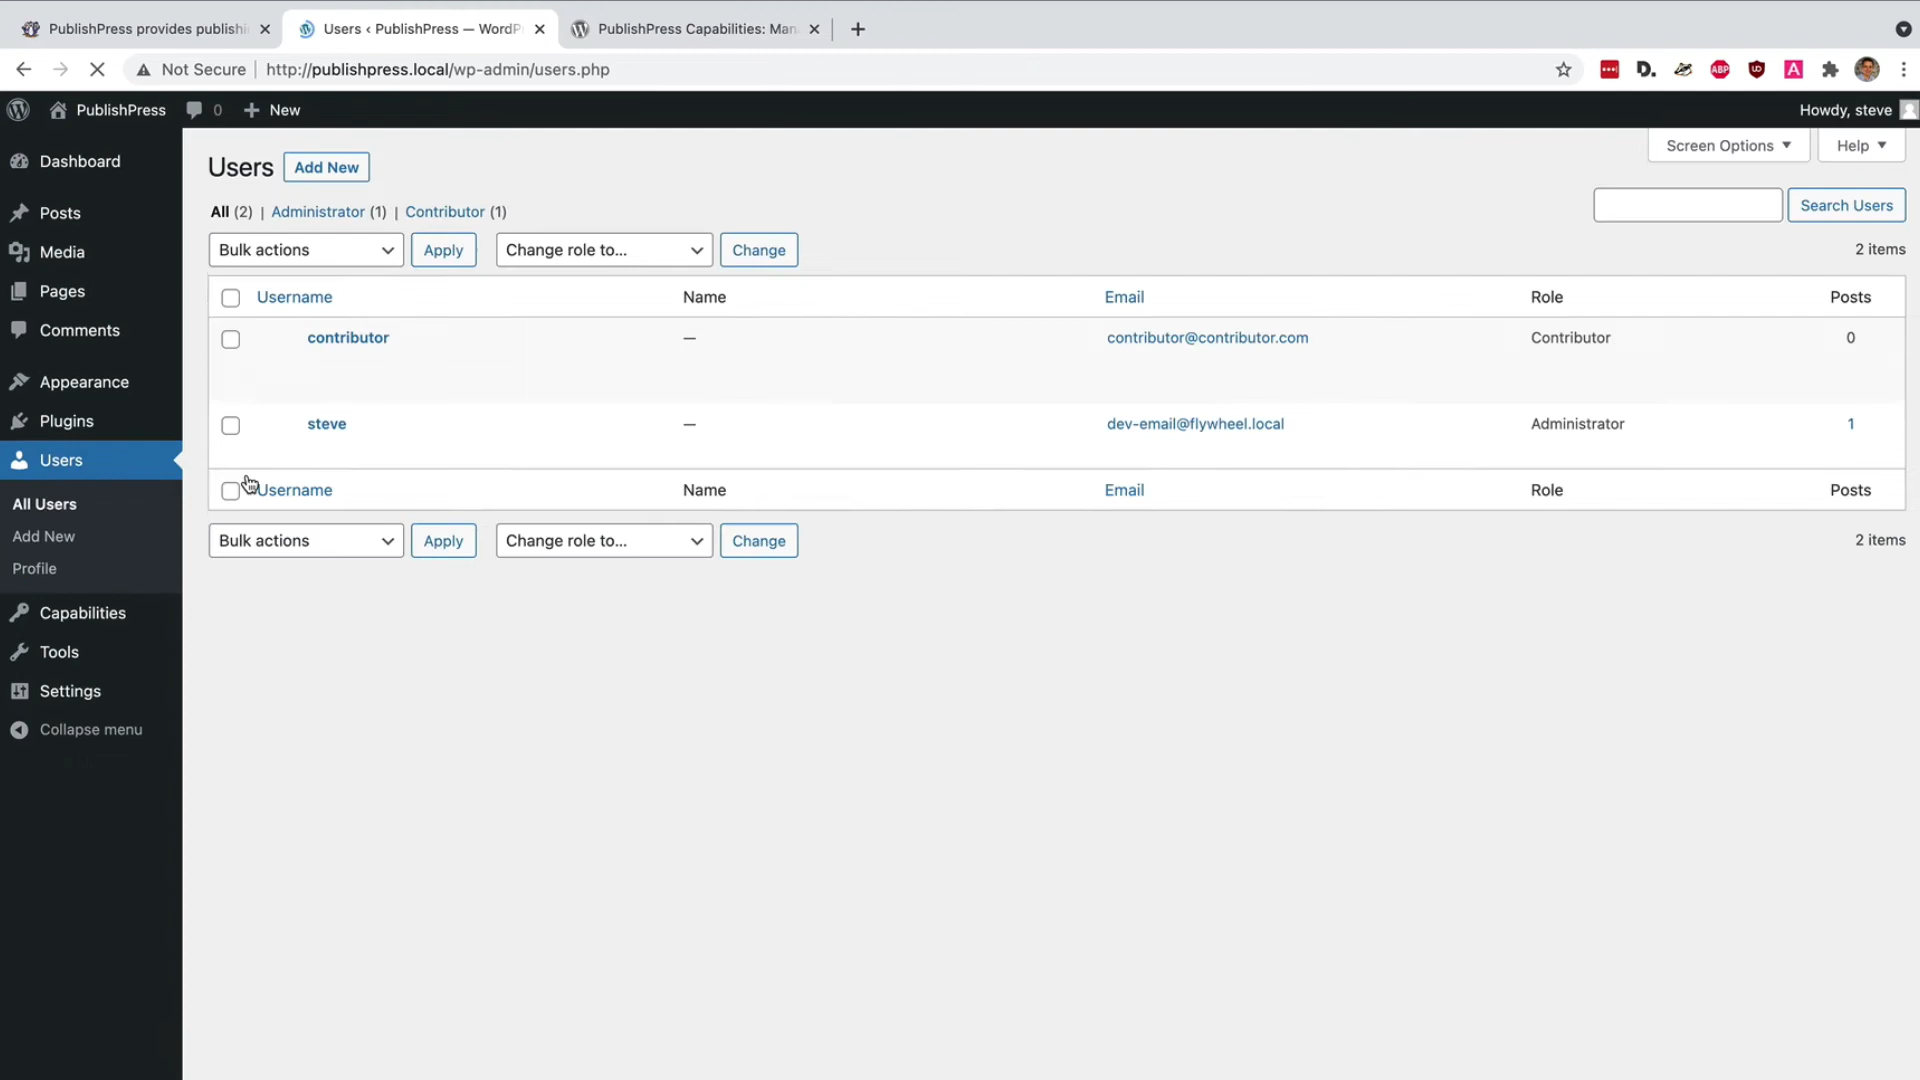 PublishPress provides publishi
Users ‹ PublishPress — WordP
PublishPress Capabilities: Man
Not Secure
http://publishpress.local/wp-admin/users.php
ABP
PublishPress
0
New
Howdy, steve
Dashboard
Posts
Media
Pages
Comments
Appearance
Plugins
Users
All Users
Add New
Profile
Capabilities
Tools
Settings
Collapse menu
Screen Options
Help
Users
Add New
All (2) | Administrator (1) | Contributor (1)
Search Users
Bulk actions
Apply
Change role to...
Change
2 items
Username Name Email Role Posts
contributor — contributor@contributor.com Contributor 0
steve — dev-email@flywheel.local Administrator 1
Username Name Email Role Posts
Bulk actions
Apply
Change role to...
Change
2 items